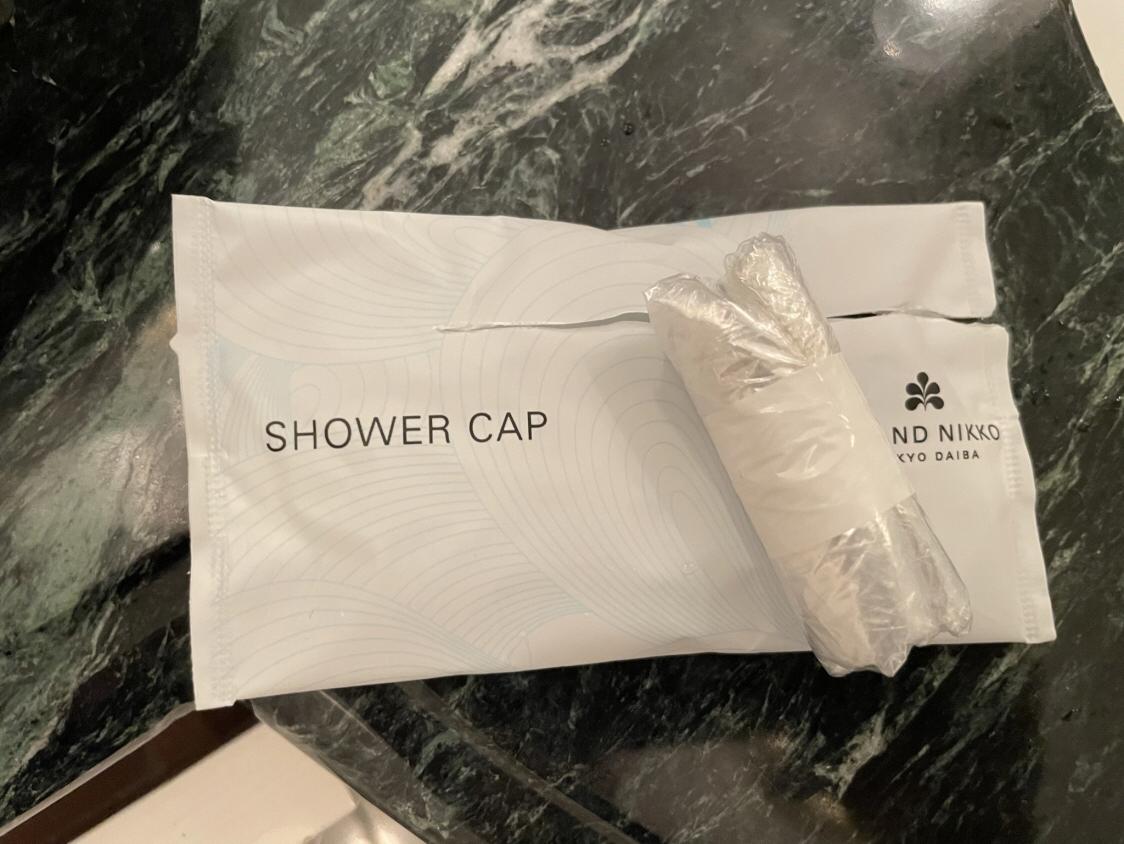 SHOWER CAP
ND NIKKO
KYO DAIBA